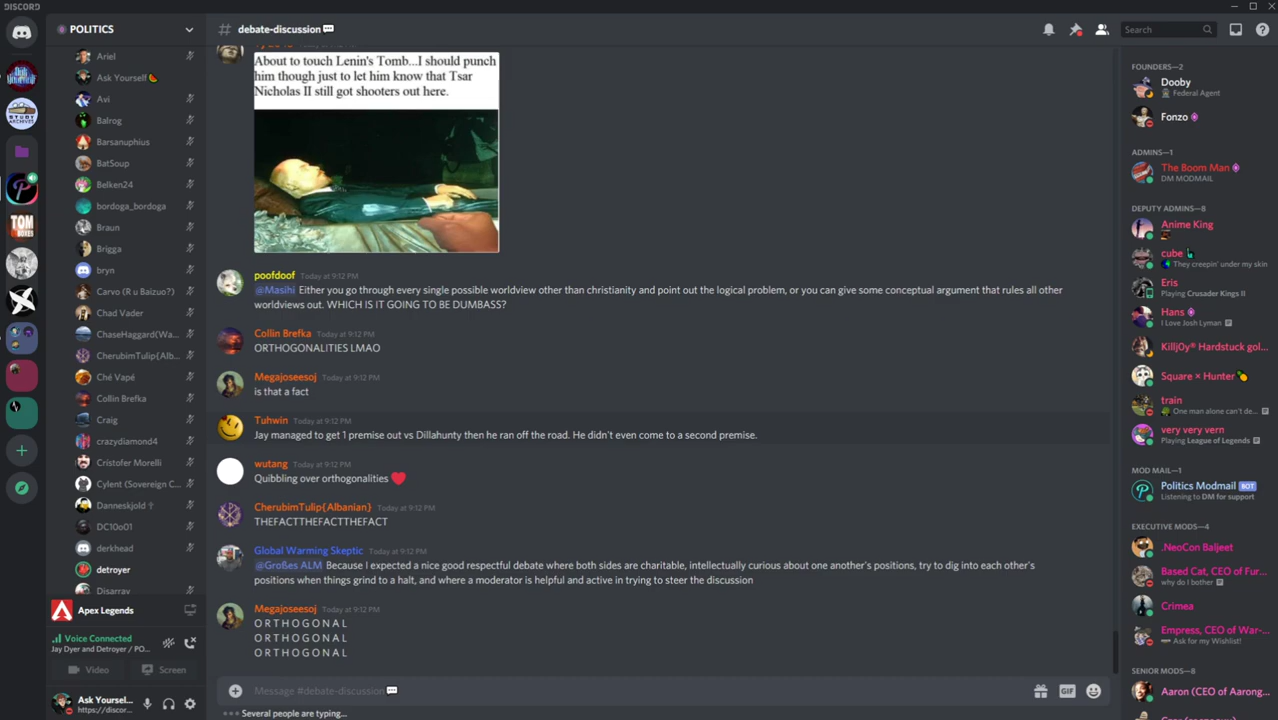 DISCORD
POLITICS
debate-discussion
Search
Ariel
Ask Yourself
Axi
Balrog
Barsanuphius
BatSoup
Belken24
bordoga_bordoga
Braun
Brigga
bryn
Carvo (R u Baizuo?)
Chad Vader
ChaseHaggard(Wa...
CherubimTulip{Alb...
Ché Vapé
Collin Brefka
Craig
crazydiamond4
Cristofer Morelli
Cylent (Sovereign C...
Danneskjold †
DC10o01
derkhead
detroyer
Disarray
Apex Legends
Voice Connected
Jay Dyer and Detroyer / PO...
Video
Screen
Ask Yoursel...
https://discor...
TOM
BOXES
STUDY
ARCHIVES
About to touch Lenin's Tomb...I should punch
him though just to let him know that Tsar
Nicholas II still got shooters out here.
poofdoof Today at 9:12 PM
@Masihi Either you go through every single possible worldview other than christianity and point out the logical problem, or you can give some conceptual argument that rules all other
worldviews out. WHICH IS IT GOING TO BE DUMBASS?
Collin Brefka Today at 9:12 PM
ORTHOGONALITIES LMAO
Megajoseesoj Today at 9:12 PM
is that a fact
Tuhwin Today at 9:12 PM
Jay managed to get 1 premise out vs Dillahunty then he ran off the road. He didn't even come to a second premise.
wutang Today at 9:12 PM
Quibbling over orthogonalities ❤
CherubimTulip{Albanian} Today at 9:12 PM
THEFACTTHEFACTTHEFACT
Global Warming Skeptic Today at 9:12 PM
@Großes ALM Because I expected a nice good respectful debate where both sides are charitable, intellectually curious about one another's positions, try to dig into each other's
positions when things grind to a halt, and where a moderator is helpful and active in trying to steer the discussion
Megajoseesoj Today at 9:12 PM
O R T H O G O N A L
O R T H O G O N A L
O R T H O G O N A L
Message #debate-discussion
GIF
Several people are typing...
FOUNDERS—2
Dooby
Federal Agent
Fonzo
ADMINS—1
The Boom Man
DM MODMAIL
DEPUTY ADMINS—8
Anime King
cube
They creepin' under my skin
Eris
Playing Crusader Kings II
Hans
I Love Josh Lyman
Killj0y® Hardstuck gol...
Square × Hunter
train
One man alone can't de...
very very vern
Playing League of Legends
MOD MAIL—1
Politics Modmail BOT
Listening to DM for support
EXECUTIVE MODS—4
.NeoCon Baljeet
Based Cat, CEO of Fur...
why do I bother
Crimea
Empress, CEO of War-...
Ask for my Wishlist!
SENIOR MODS—8
Aaron (CEO of Aarong...